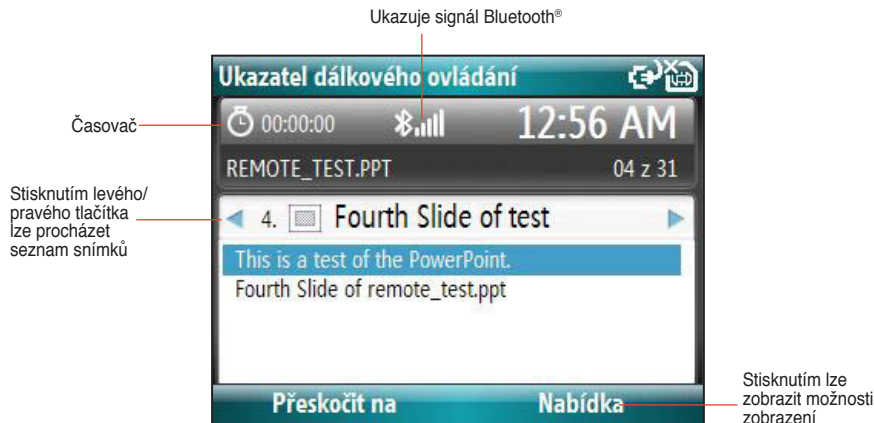 Ukazuje signál Bluetooth®
Ukazatel dálkového ovládání
Časovač
00:00:00
12:56 AM
REMOTE_TEST.PPT
04 z 31
Stisknutím levého/
pravého tlačítka
lze procházet
seznam snímků
4. Fourth Slide of test
This is a test of the PowerPoint.
Fourth Slide of remote_test.ppt
Přeskočit na
Nabídka
Stisknutím lze
zobrazit možnosti
zobrazení